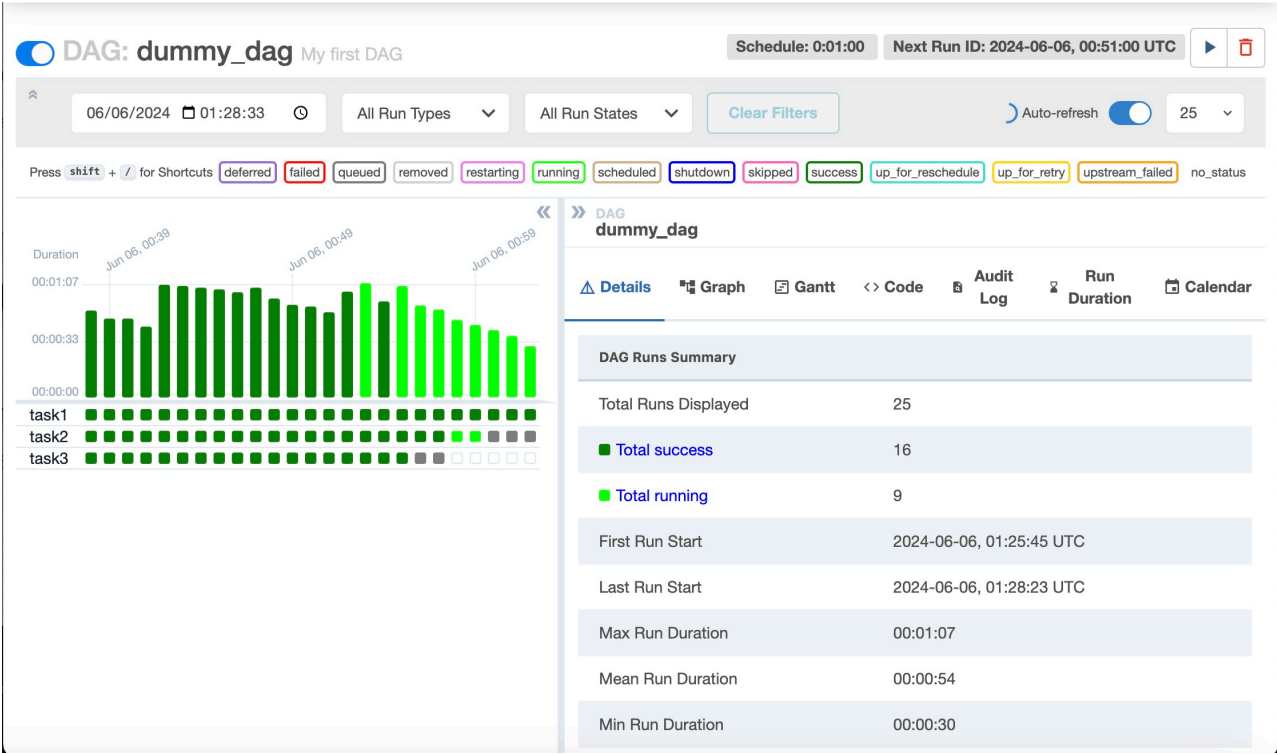 DAG: dummy_dag My first DAG
Schedule: 0:01:00 Next Run ID: 2024-06-06, 00:51:00 UTC
06/06/2024 01:28:33 All Run Types All Run States Clear Filters Auto-refresh 25
Press shift + / for Shortcuts deferred failed queued removed restarting running scheduled shutdown skipped success up_for_reschedule up_for_retry upstream_failed no_status
Duration
Jun 06, 00:39 Jun 06, 00:49 Jun 06, 00:59
00:01:07
00:00:33
00:00:00
task1
task2
task3
DAG
dummy_dag
Details Graph Gantt <> Code Audit Log Run Duration Calendar
DAG Runs Summary
Total Runs Displayed 25
Total success 16
Total running 9
First Run Start 2024-06-06, 01:25:45 UTC
Last Run Start 2024-06-06, 01:28:23 UTC
Max Run Duration 00:01:07
Mean Run Duration 00:00:54
Min Run Duration 00:00:30